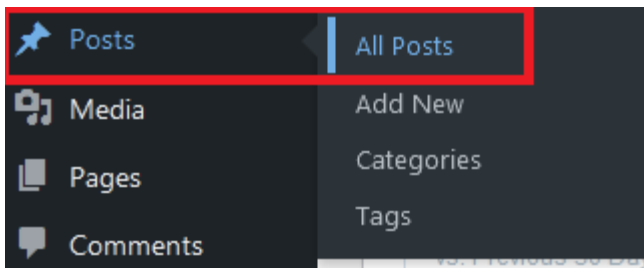 Posts
Media
Pages
Comments
All Posts
Add New
Categories
Tags